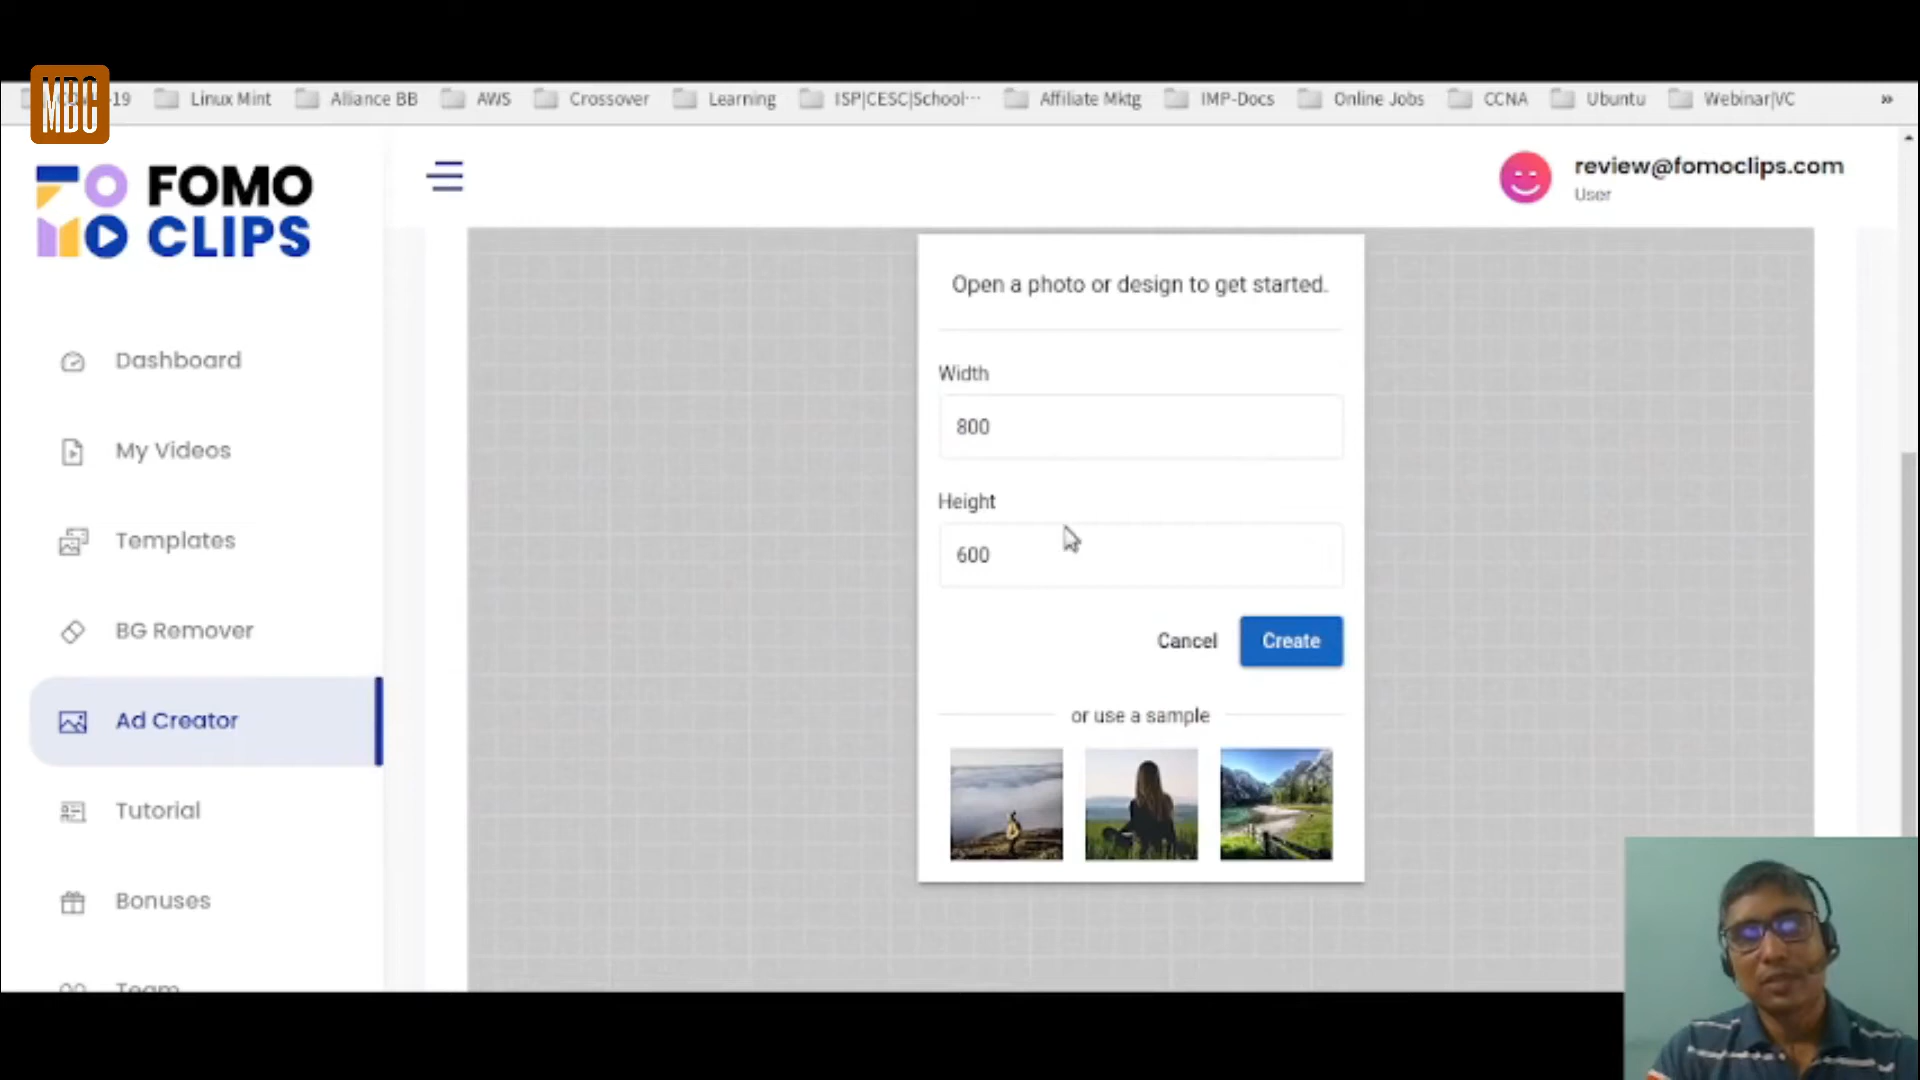 MBC
19
Linux Mint
Alliance BB
AWS
Crossover
Learning
ISP|CESC|School…
Affiliate Mktg
IMP-Docs
Online Jobs
CCNA
Ubuntu
Webinar|VC
»
FOMO
CLIPS
review@fomoclips.com
User
Dashboard
My Videos
Templates
BG Remover
Ad Creator
Tutorial
Bonuses
Team
Open a photo or design to get started.
Width
800
Height
600
Cancel
Create
or use a sample